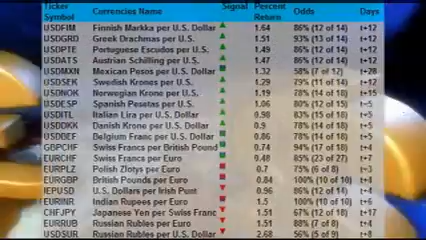 Ticker Symbol Currencies Name Signal Percent Return Odds Days
USDFIM Finnish Markka per U.S. Dollar 1.64 86% (12 of 14) t+12
USDGRD Greek Drachmas per U.S. 1.51 93% (13 of 14) t+12
USDPTE Portuguese Escudos per U.S. 1.49 86% (12 of 14) t+12
USDATS Austrian Schilling per U.S. 1.47 86% (12 of 14) t+12
USDMXN Mexican Pesos per U.S. Dollar 1.32 58% (7 of 12) t+28
USDSEK Swedish Krones per U.S. 1.29 79% (11 of 14) t+12
USDNOK Norwegian Krone per U.S. 1.19 78% (14 of 18) t+15
USDESP Spanish Pesetas per U.S. 1.06 80% (12 of 15) t+5
USDITL Italian Lira per U.S. Dollar 0.98 83% (15 of 18) t+5
USDDKK Danish Krone per U.S. Dollar 0.9 78% (14 of 18) t+5
USDBEF Belgium Franc per U.S. Dollar 0.86 78% (14 of 18) t+5
GBPCHF Swiss Francs per British Pound 0.74 94% (17 of 18) t+4
EURCHF Swiss Francs per Euro 0.48 85% (23 of 27) t+7
EURPLZ Polish Zlotys per Euro 0.7 75% (6 of 8) t+3
EURGBP British Pounds per Euro 0.84 100% (10 of 10) t+4
IEPUSD U.S. Dollars per Irish Punt 0.96 86% (12 of 14) t+4
EURINR Indian Rupees per Euro 1.5 100% (10 of 10) t+6
CHFJPY Japanese Yen per Swiss Franc 1.51 67% (12 of 18) t+17
EURRUB Russian Rubles per Euro 1.51 88% (7 of 8) t+4
USDSUR Russian Rubles per U.S. Dollar 2.68 56% (5 of 9) t+8